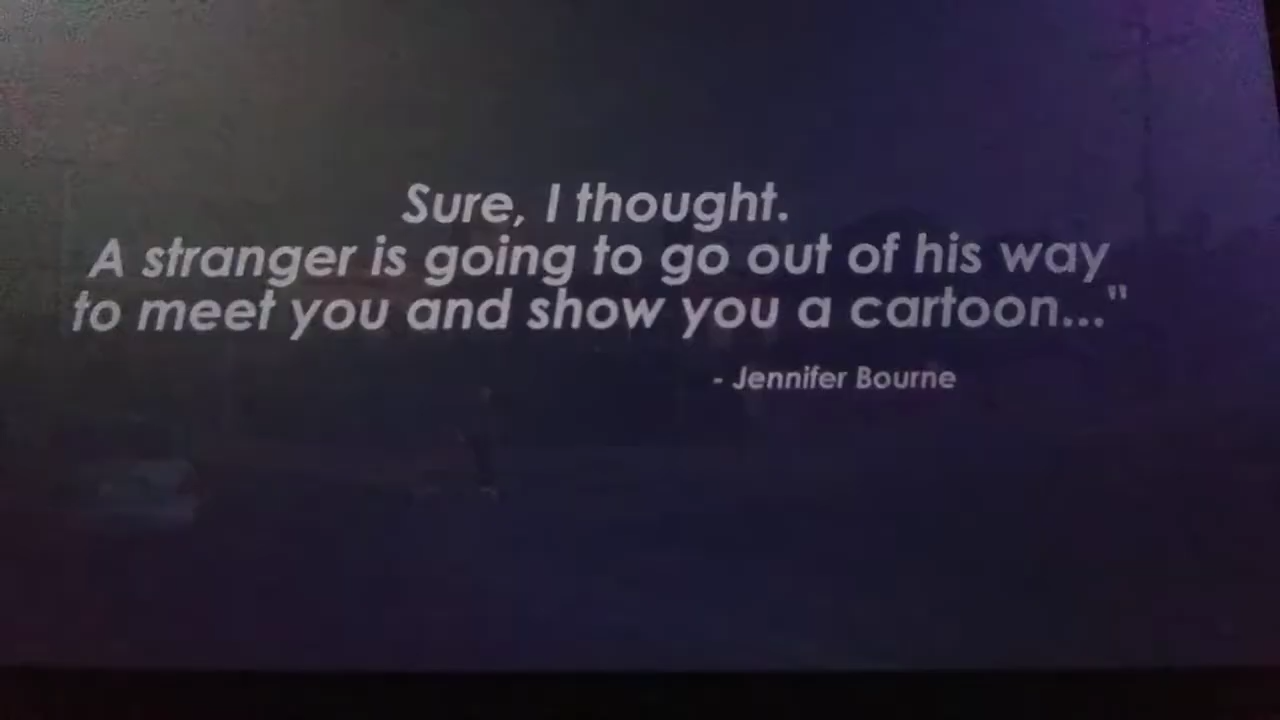 Sure, I thought.
A stranger is going to go out of his way
to meet you and show you a cartoon..."
- Jennifer Bourne